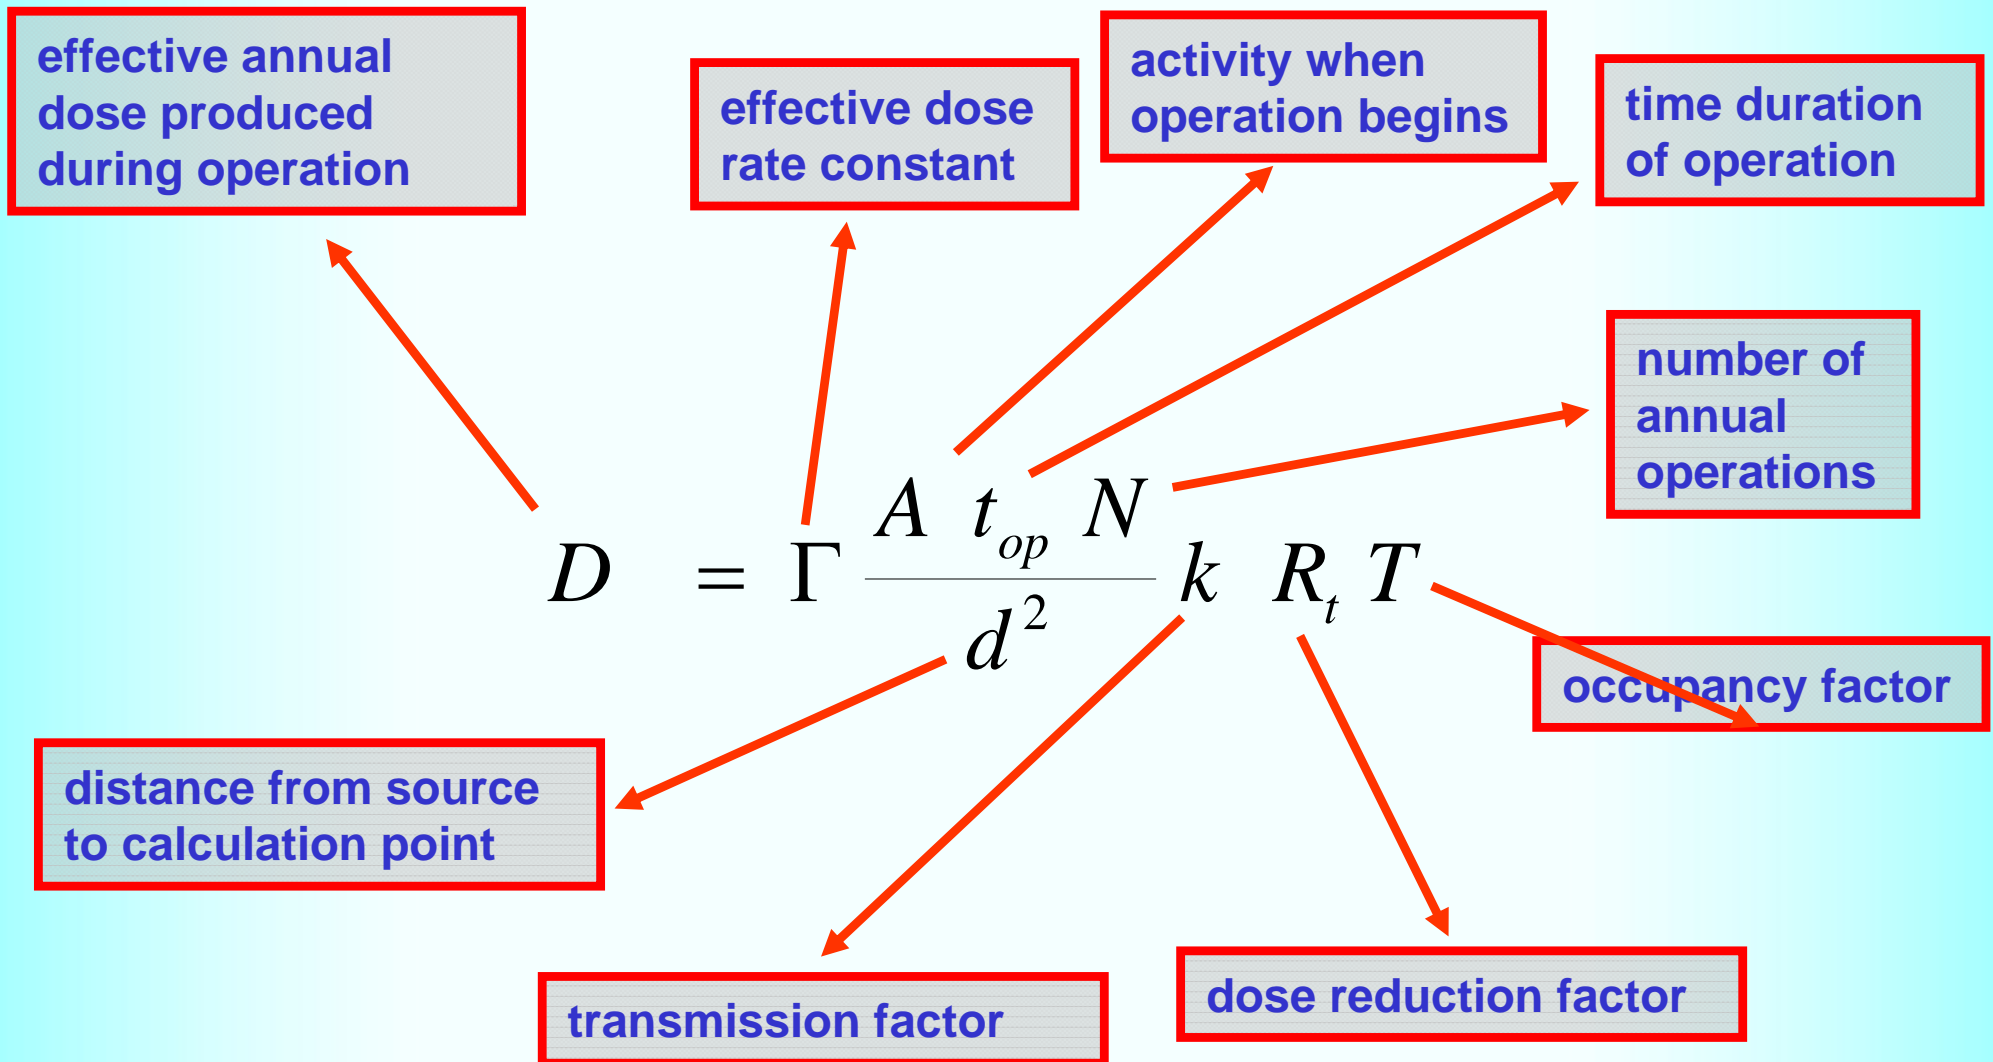 effective annual
dose produced
during operation
effective dose
rate constant
activity when
operation begins
time duration
of operation
number of
annual
operations
D = Γ A t_op N / d² k R_t T
occupancy factor
distance from source
to calculation point
dose reduction factor
transmission factor